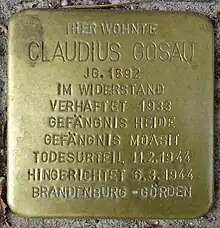 HIER WOHNTE
CLAUDIUS GOSAU
JG. 1892
IM WIDERSTAND
VERHAFTET 1933
GEFÄNGNIS HEIDE
GEFÄNGNIS MOABIT
TODESURTEIL 11.2.1944
HINGERICHTET 6.3.1944
BRANDENBURG-GÖRDEN